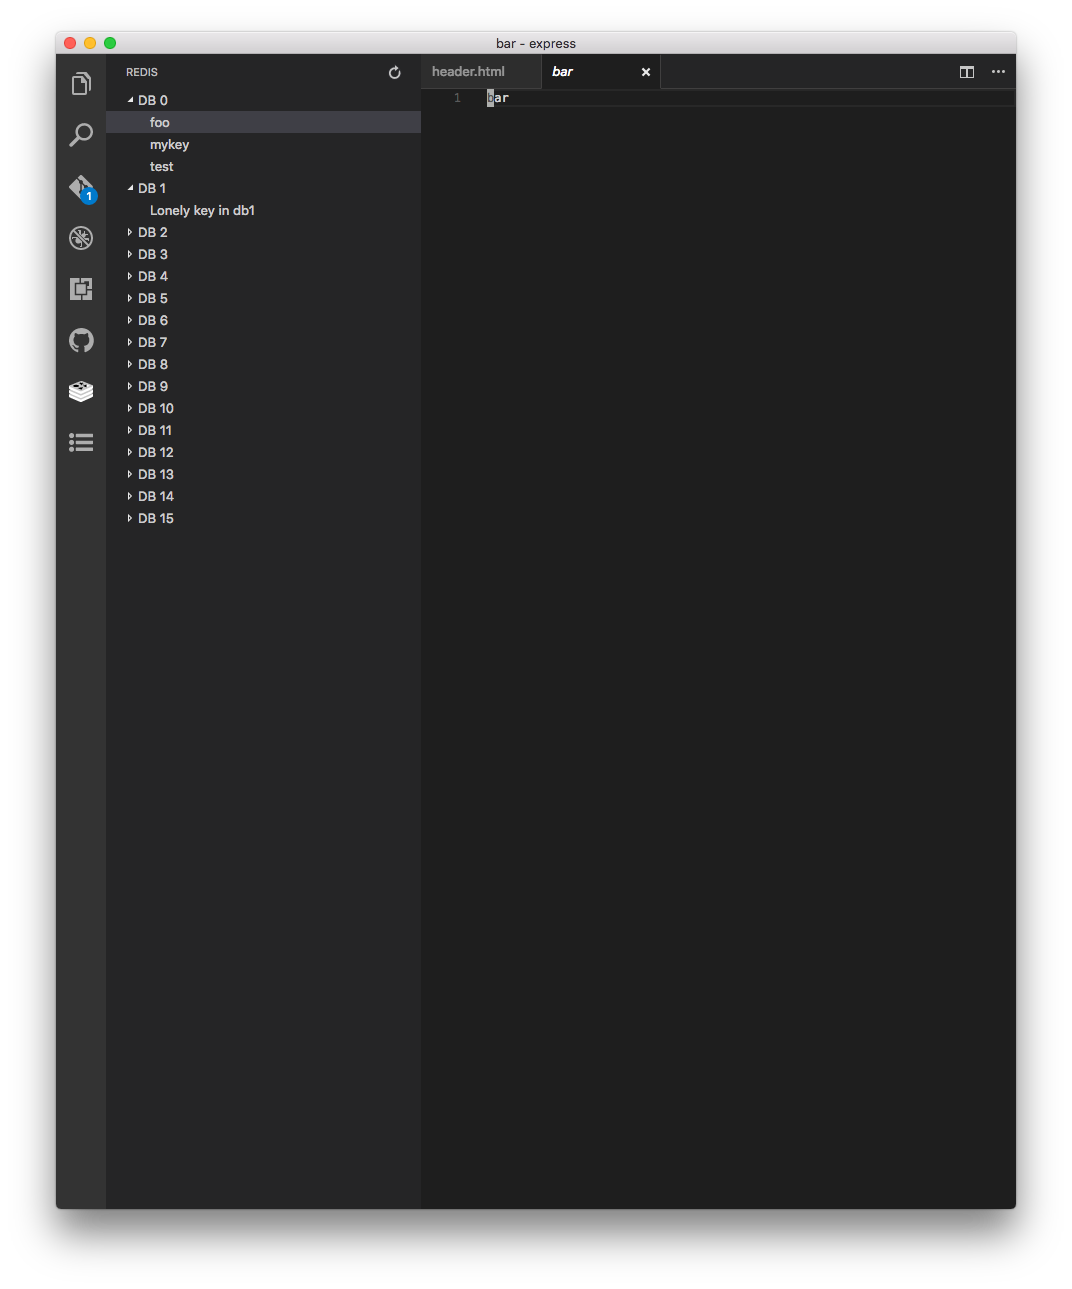 bar - express
REDIS
DB 0
foo
mykey
test
DB 1
Lonely key in db1
DB 2
DB 3
DB 4
DB 5
DB 6
DB 7
DB 8
DB 9
DB 10
DB 11
DB 12
DB 13
DB 14
DB 15
1
header.html bar
1 bar